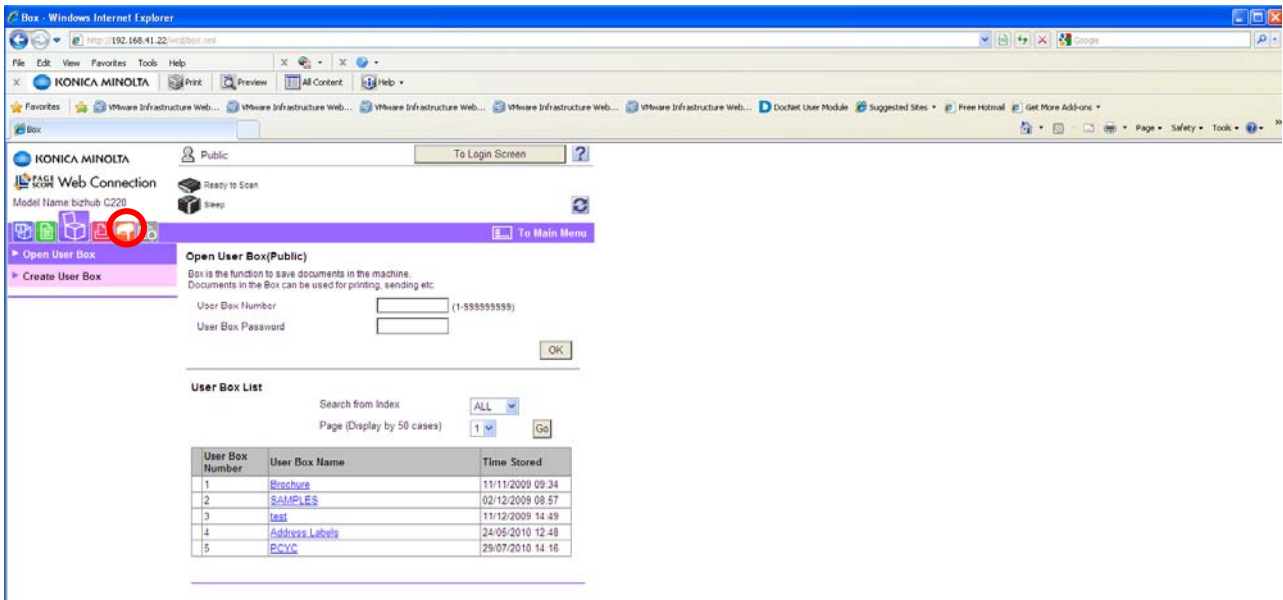 Box - Windows Internet Explorer
http://192.168.41.22/wcd/box.xml
Google
File Edit View Favorites Tools Help
KONICA MINOLTA Print Preview All Content Help
Favorites VMware Infrastructure Web... VMware Infrastructure Web... VMware Infrastructure Web... VMware Infrastructure Web... VMware Infrastructure Web... DocNet User Module Suggested Sites Free Hotmail Get More Add-ons
Box
Page Safety Tools
KONICA MINOLTA
Public
To Login Screen
?
PAGE SCOPE Web Connection
Ready to Scan
Model Name:bizhub C220
Sleep
To Main Menu
Open User Box
Create User Box
Open User Box(Public)
Box is the function to save documents in the machine.
Documents in the Box can be used for printing, sending etc.
User Box Number (1-999999999)
User Box Password
OK
User Box List
Search from Index ALL
Page (Display by 50 cases) 1 Go
User Box Number User Box Name Time Stored
1 Brochure 11/11/2009 09:34
2 SAMPLES 02/12/2009 08:57
3 test 11/12/2009 14:49
4 Address Labels 24/05/2010 12:48
5 PCYC 29/07/2010 14:16